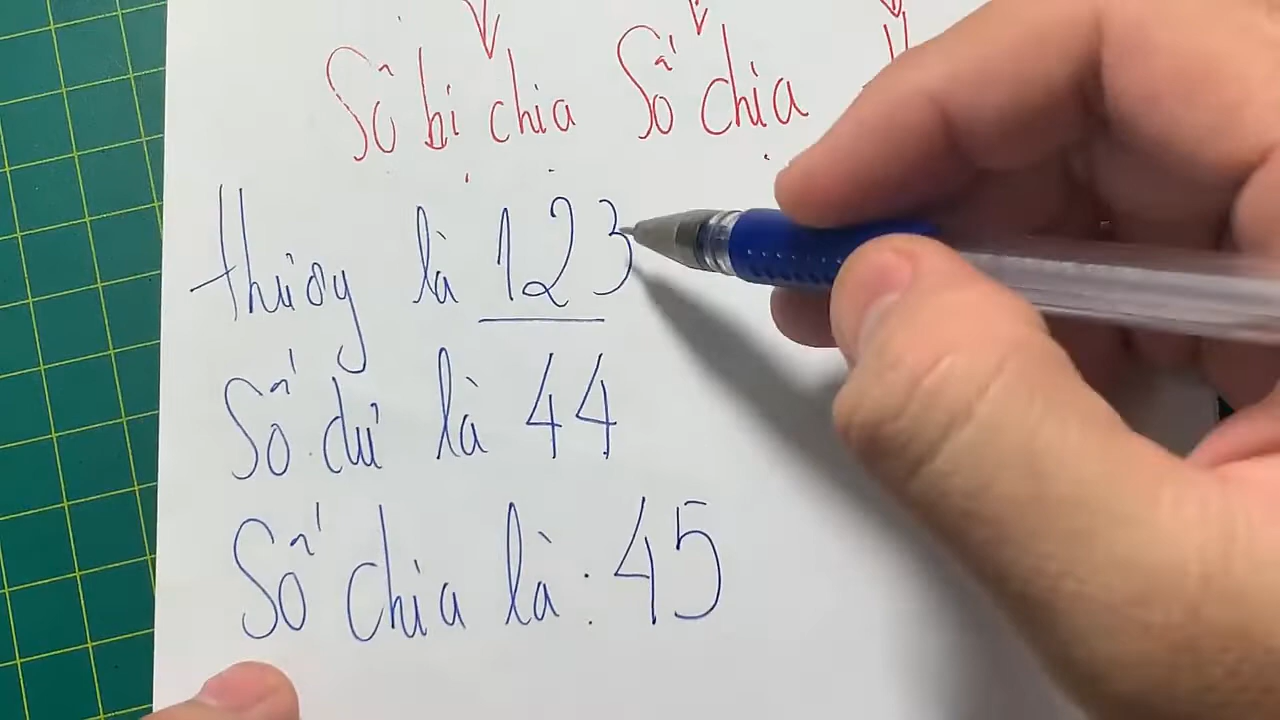 Số bị chia Số chia
thương là 123
Số dư là 44
Số chia là: 45